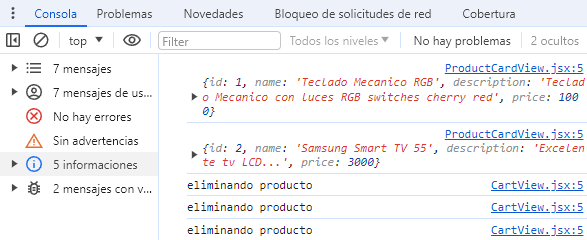 Consola Problemas Novedades Bloqueo de solicitudes de red Cobertura
top Filter Todos los niveles No hay problemas 2 ocultos
7 mensajes
7 mensajes de us...
No hay errores
Sin advertencias
5 informaciones
2 mensajes con v...
ProductCardView.jsx:5
{id: 1, name: 'Teclado Mecanico RGB', description: 'Teclad
o Mecanico con luces RGB switches cherry red', price: 100
0}
ProductCardView.jsx:5
{id: 2, name: 'Samsung Smart TV 55', description: 'Excelen
te tv LCD...', price: 3000}
eliminando producto CartView.jsx:5
eliminando producto CartView.jsx:5
eliminando producto CartView.jsx:5